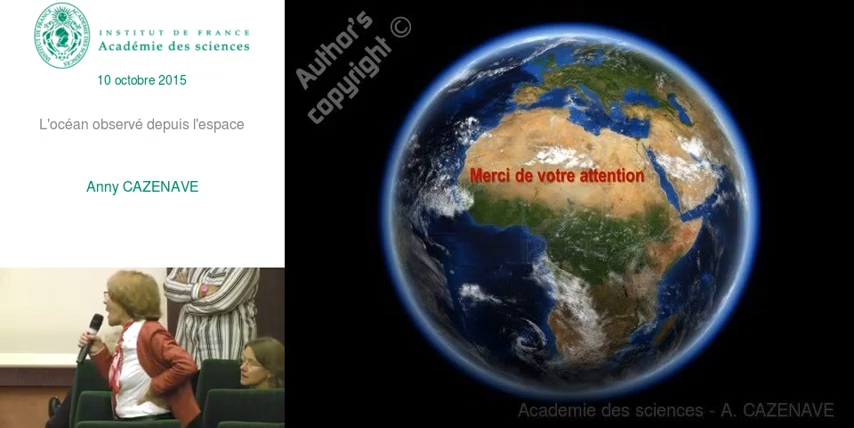 INSTITUT DE FRANCE
Académie des sciences
10 octobre 2015
L'océan observé depuis l'espace
Anny CAZENAVE
Author's
copyright ©
Merci de votre attention
Academie des sciences - A. CAZENAVE